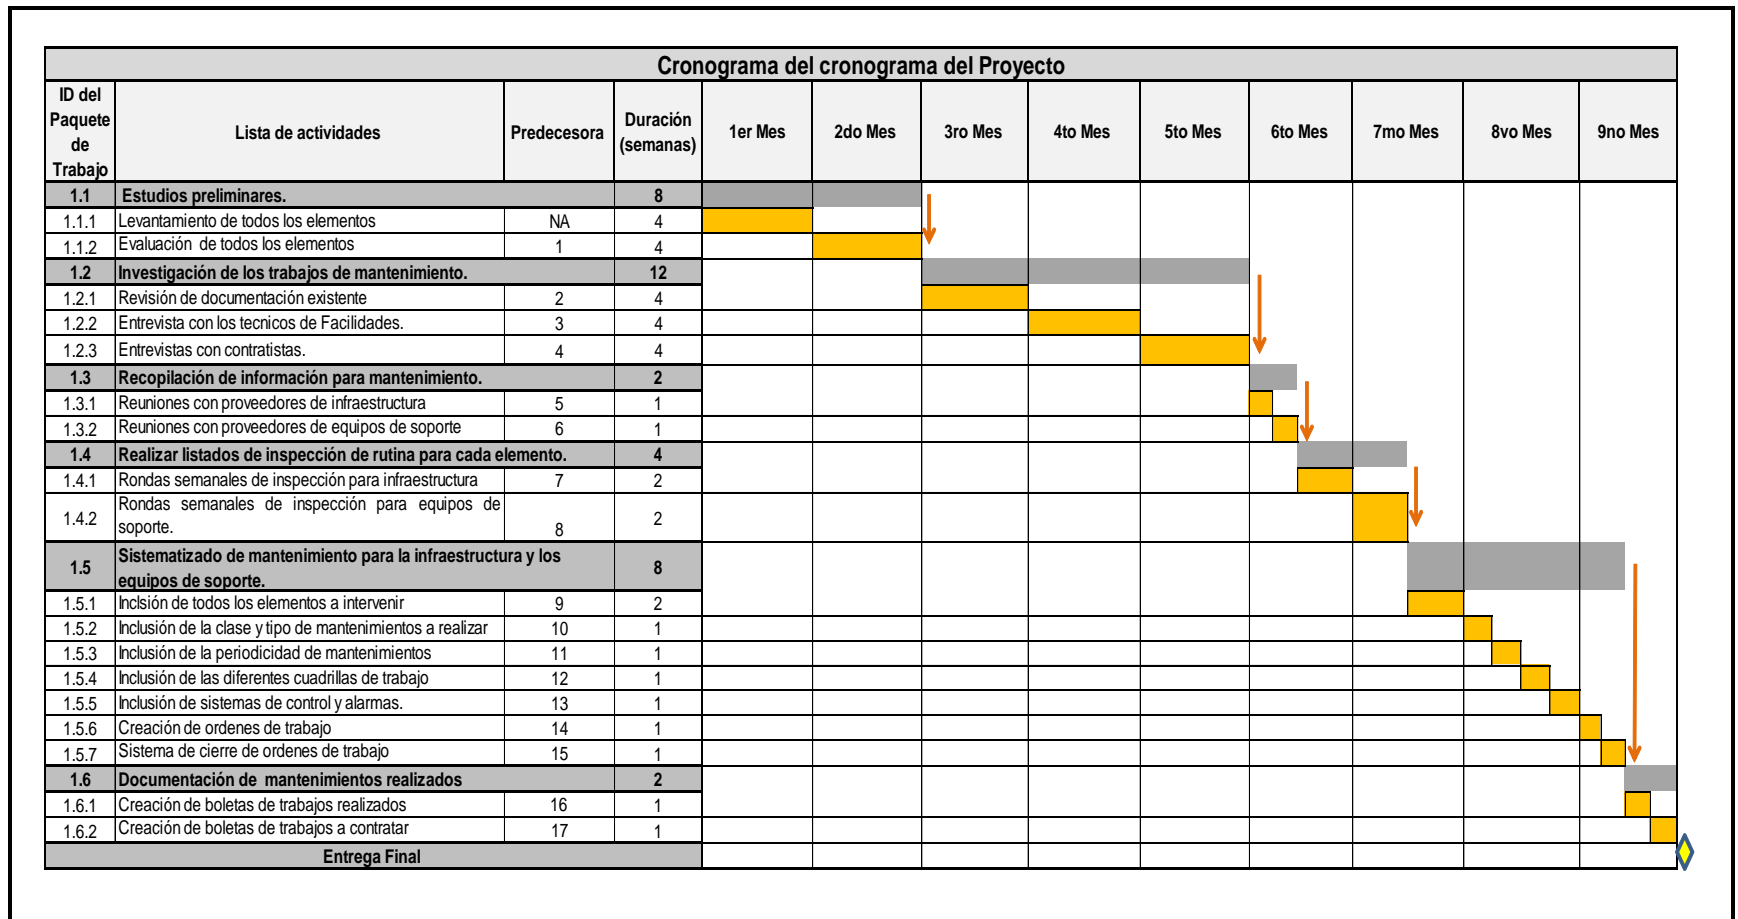 Cronograma del cronograma del Proyecto
ID del Paquete de Trabajo Lista de actividades Predecesora Duración (semanas) 1er Mes 2do Mes 3ro Mes 4to Mes 5to Mes 6to Mes 7mo Mes 8vo Mes 9no Mes
1.1 Estudios preliminares. 8
1.1.1 Levantamiento de todos los elementos NA 4
1.1.2 Evaluación de todos los elementos 1 4
1.2 Investigación de los trabajos de mantenimiento. 12
1.2.1 Revisión de documentación existente 2 4
1.2.2 Entrevista con los tecnicos de Facilidades. 3 4
1.2.3 Entrevistas con contratistas. 4 4
1.3 Recopilación de información para mantenimiento. 2
1.3.1 Reuniones con proveedores de infraestructura 5 1
1.3.2 Reuniones con proveedores de equipos de soporte 6 1
1.4 Realizar listados de inspección de rutina para cada elemento. 4
1.4.1 Rondas semanales de inspección para infraestructura 7 2
1.4.2 Rondas semanales de inspección para equipos de soporte. 8 2
1.5 Sistematizado de mantenimiento para la infraestructura y los equipos de soporte. 8
1.5.1 Inclsión de todos los elementos a intervenir 9 2
1.5.2 Inclusión de la clase y tipo de mantenimientos a realizar 10 1
1.5.3 Inclusión de la periodicidad de mantenimientos 11 1
1.5.4 Inclusión de las diferentes cuadrillas de trabajo 12 1
1.5.5 Inclusión de sistemas de control y alarmas. 13 1
1.5.6 Creación de ordenes de trabajo 14 1
1.5.7 Sistema de cierre de ordenes de trabajo 15 1
1.6 Documentación de mantenimientos realizados 2
1.6.1 Creación de boletas de trabajos realizados 16 1
1.6.2 Creación de boletas de trabajos a contratar 17 1
Entrega Final